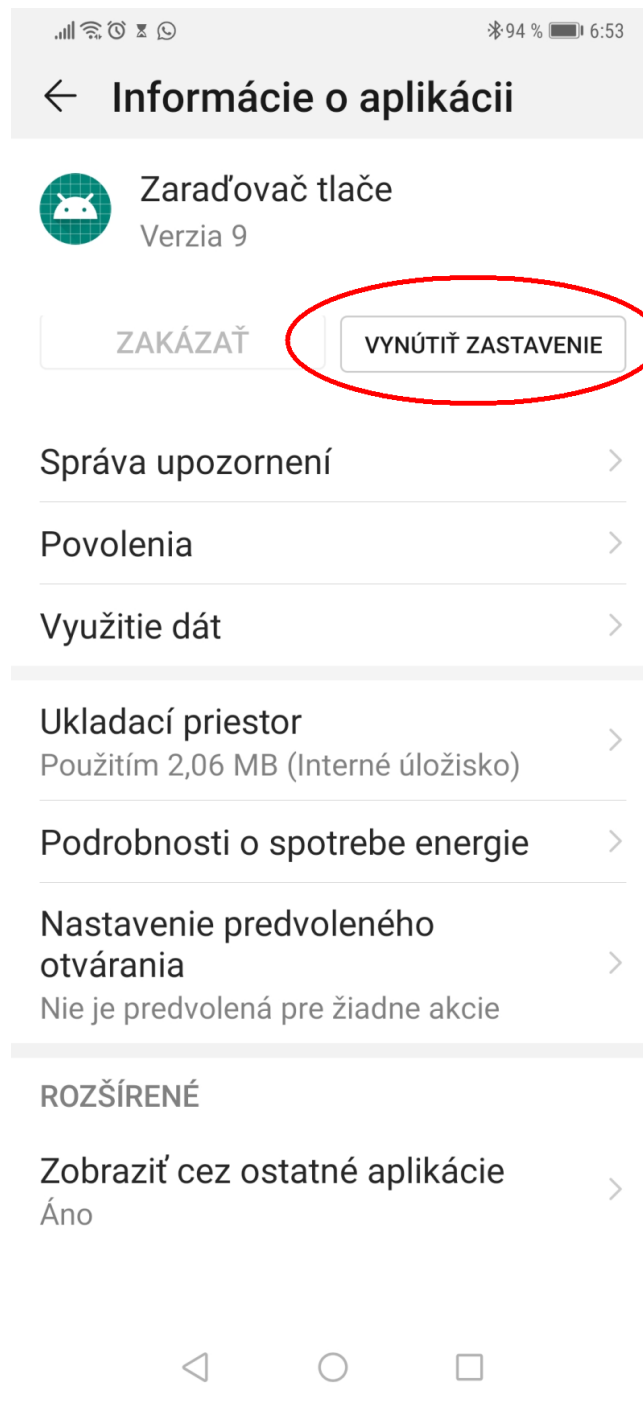 94 % 6:53
Informácie o aplikácii
Zaraďovač tlače
Verzia 9
ZAKÁZAŤ VYNÚTIŤ ZASTAVENIE
Správa upozornení
Povolenia
Využitie dát
Ukladací priestor
Použitím 2,06 MB (Interné úložisko)
Podrobnosti o spotrebe energie
Nastavenie predvoleného
otvárania
Nie je predvolená pre žiadne akcie
ROZŠÍRENÉ
Zobraziť cez ostatné aplikácie
Áno